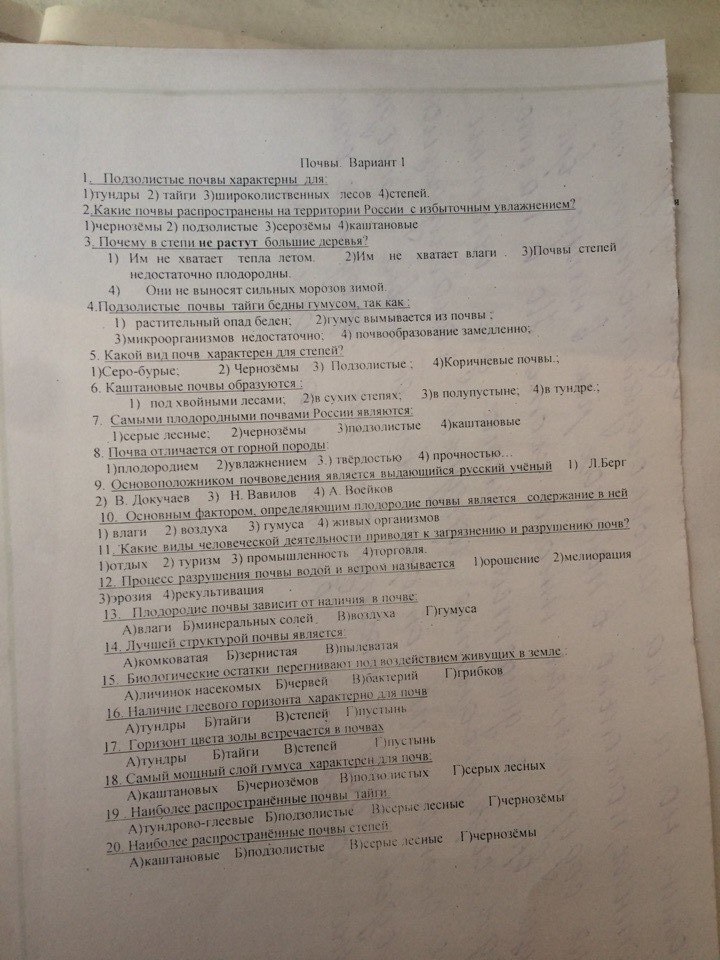 Почвы. Вариант 1
1. Подзолистые почвы характерны для:
1)тундры 2) тайги 3)широколиственных лесов 4)степей.
2.Какие почвы распространены на территории России с избыточным увлажнением?
1)чернозёмы 2) подзолистые 3)серозёмы 4)каштановые
3. Почему в степи не растут большие деревья?
1) Им не хватает тепла летом. 2)Им не хватает влаги . 3)Почвы степей
недостаточно плодородны.
4) Они не выносят сильных морозов зимой.
4.Подзолистые почвы тайги бедны гумусом, так как :
1) растительный опад беден; 2)гумус вымывается из почвы ;
3)микроорганизмов недостаточно; 4) почвообразование замедленно;
5. Какой вид почв характерен для степей?
1)Серо-бурые; 2) Чернозёмы 3) Подзолистые ; 4)Коричневые почвы.;
6. Каштановые почвы образуются :
1) под хвойными лесами; 2)в сухих степях; 3)в полупустыне; 4)в тундре.;
7. Самыми плодородными почвами России являются:
1)серые лесные; 2)чернозёмы 3)подзолистые 4)каштановые
8. Почва отличается от горной породы:
1)плодородием 2)увлажнением 3.) твёрдостью 4) прочностью…
9. Основоположником почвоведения является выдающийся русский учёный 1) Л.Берг
2) В. Докучаев 3) Н. Вавилов 4) А. Воейков
10. Основным фактором, определяющим плодородие почвы является содержание в ней
1) влаги 2) воздуха 3) гумуса 4) живых организмов
11. Какие виды человеческой деятельности приводят к загрязнению и разрушению почв?
1)отдых 2) туризм 3) промышленность 4)торговля.
12. Процесс разрушения почвы водой и ветром называется 1)орошение 2)мелиорация
3)эрозия 4)рекультивация
13. Плодородие почвы зависит от наличия в почве:
А)влаги Б)минеральных солей В)воздуха Г)гумуса
14. Лучшей структурой почвы является:
А)комковатая Б)зернистая В)пылеватая
15. Биологические остатки перегнивают под воздействием живущих в земле..
А)личинок насекомых Б)червей В)бактерий Г)грибков
16. Наличие глеевого горизонта характерно для почв
А)тундры Б)тайги В)степей Г)пустынь
17. Горизонт цвета золы встречается в почвах
А)тундры Б)тайги В)степей Г)пустынь
18. Самый мощный слой гумуса характерен для почв:
А)каштановых Б)чернозёмов В)подзолистых Г)серых лесных
19 . Наиболее распространённые почвы тайги.
А)тундрово-глеевые Б)подзолистые В)серые лесные Г)чернозёмы
20. Наиболее распространённые почвы степей
А)каштановые Б)подзолистые В)серые лесные Г)чернозёмы